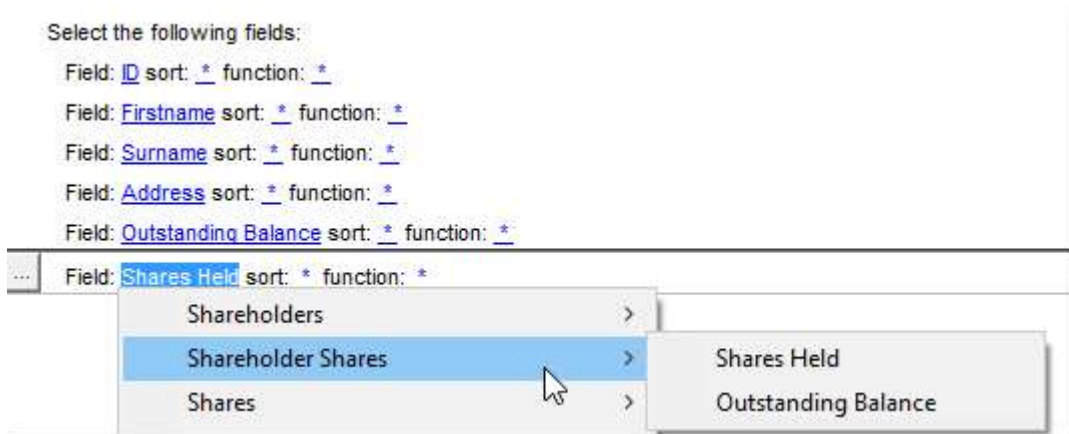 Select the following fields:
Field: ID sort: * function: *
Field: Firstname sort: * function: *
Field: Surname sort: * function: *
Field: Address sort: * function: *
Field: Outstanding Balance sort: * function: *
... Field: Shares Held sort: * function: *
Shareholders >
Shareholder Shares > Shares Held
Shares > Outstanding Balance